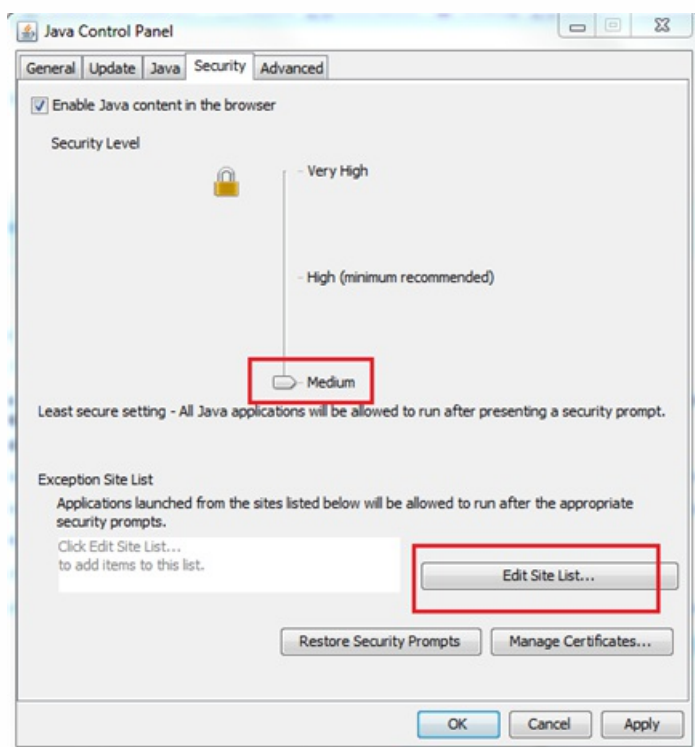 Java Control Panel
General Update Java Security Advanced
Enable Java content in the browser
Security Level
Very High
High (minimum recommended)
Medium
Least secure setting - All Java applications will be allowed to run after presenting a security prompt.
Exception Site List
Applications launched from the sites listed below will be allowed to run after the appropriate
security prompts.
Click Edit Site List...
to add items to this list.
Edit Site List...
Restore Security Prompts Manage Certificates...
OK Cancel Apply